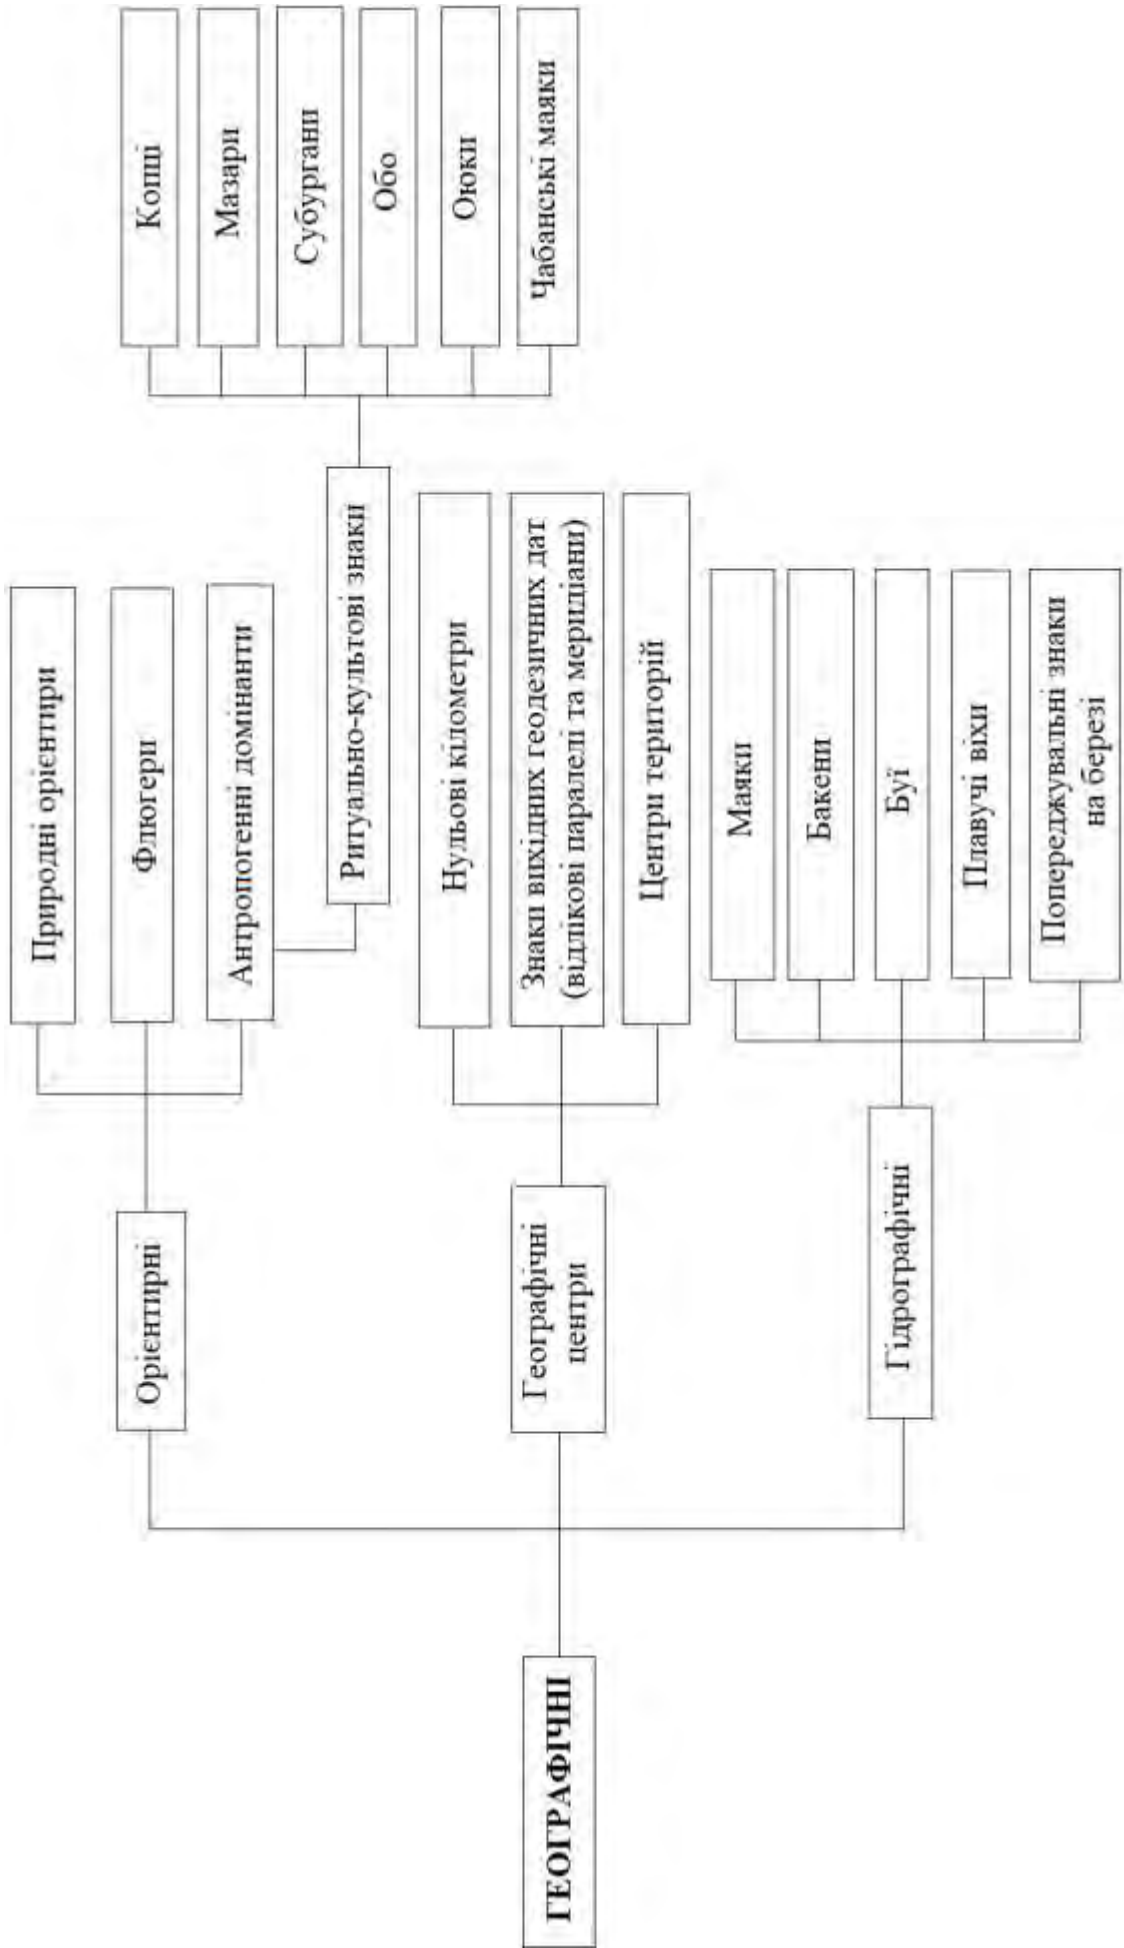 ГЕОГРАФІЧНІ
Орієнтирні
Природні орієнтири
Флюгери
Антропогенні домінанти
Ритуально-культові знаки
Копші
Мазари
Субургани
Обо
Оюки
Чабанські маяки
Географічні
центри
Нульові кілометри
Знаки вихідних геодезичних дат
(відлікові паралелі та меридіани)
Центри територій
Гідрографічні
Маяки
Бакени
Буї
Плавучі віхи
Попереджувальні знаки
на березі